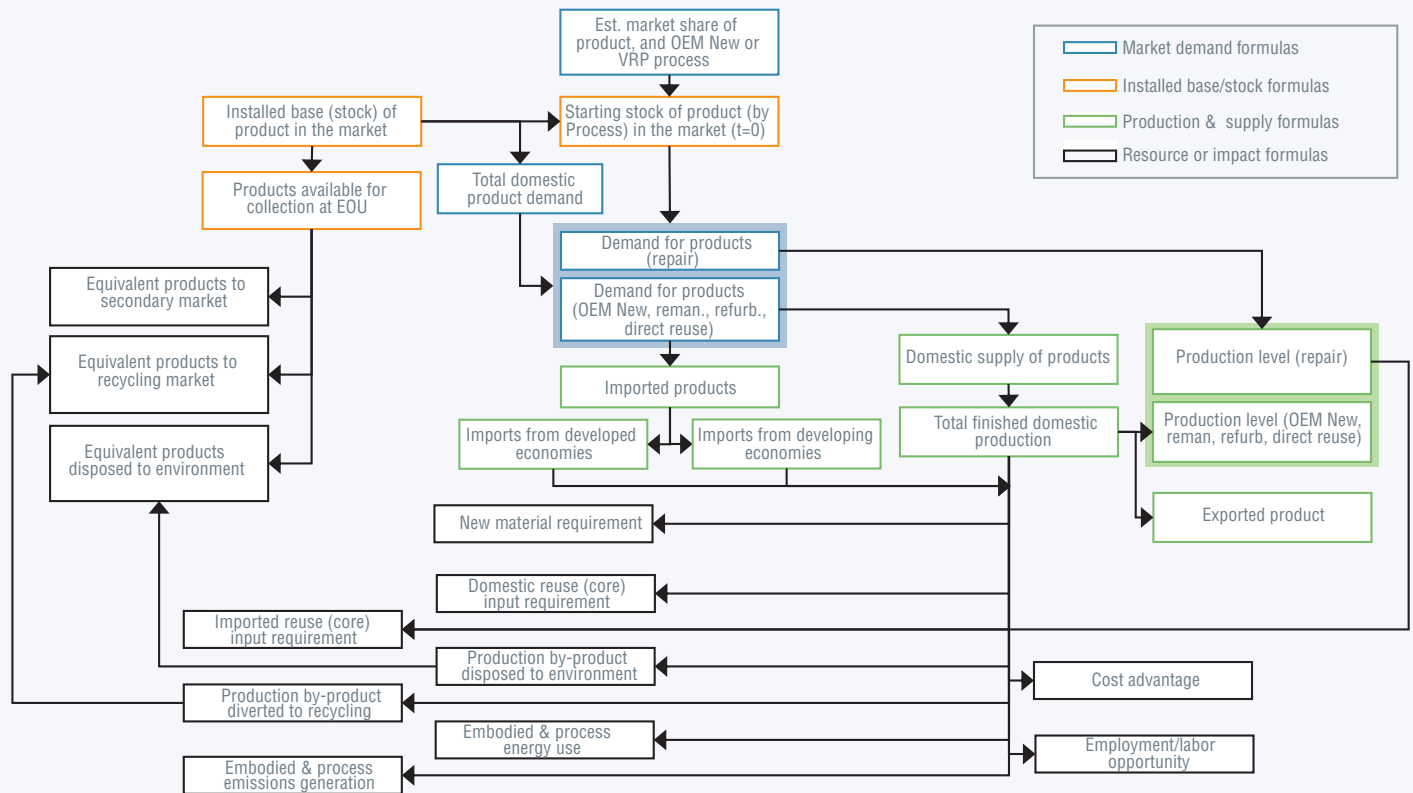 Est. market share of
product, and OEM New or
VRP process
Market demand formulas
Installed base/stock formulas
Production & supply formulas
Resource or impact formulas
Installed base (stock) of
product in the market
Starting stock of product (by
Process) in the market (t=0)
Products available for
collection at EOU
Total domestic
product demand
Demand for products
(repair)
Demand for products
(OEM New, reman., refurb.,
direct reuse)
Equivalent products to
secondary market
Equivalent products to
recycling market
Equivalent products
disposed to environment
Imported products
Domestic supply of products
Production level (repair)
Imports from developed
economies
Imports from developing
economies
Total finished domestic
production
Production level (OEM New,
reman, refurb, direct reuse)
Exported product
New material requirement
Domestic reuse (core)
input requirement
Imported reuse (core)
input requirement
Production by-product
disposed to environment
Production by-product
diverted to recycling
Cost advantage
Embodied & process
energy use
Employment/labor
opportunity
Embodied & process
emissions generation